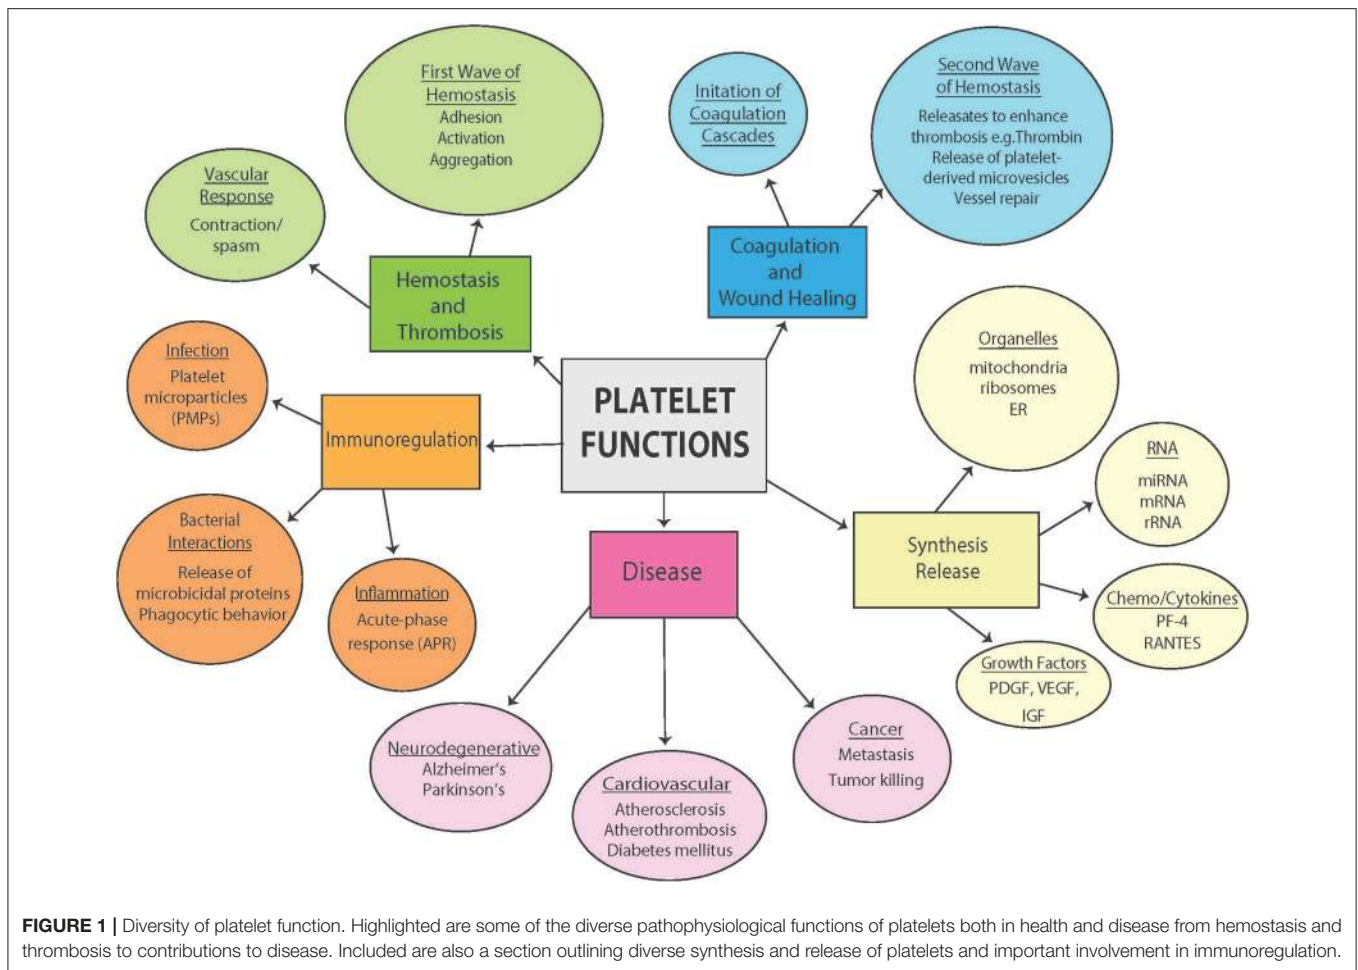 First Wave of
Hemostasis
Adhesion
Activation
Aggregation
Initation of
Coagulation
Cascades
Second Wave
of Hemostasis
Releasates to enhance
thrombosis e.g.Thrombin
Release of platelet-
derived microvesicles
Vessel repair
Vascular
Response
Contraction/
spasm
Hemostasis
and
Thrombosis
Coagulation
and
Wound Healing
Infection
Platelet
microparticles
(PMPs)
Immunoregulation
PLATELET
FUNCTIONS
Organelles
mitochondria
ribosomes
ER
RNA
miRNA
mRNA
rRNA
Bacterial
Interactions
Release of
microbicidal proteins
Phagocytic behavior
Inflammation
Acute-phase
response (APR)
Disease
Synthesis
Release
Chemo/Cytokines
PF-4
RANTES
Growth Factors
PDGF, VEGF,
IGF
Neurodegenerative
Alzheimer's
Parkinson's
Cardiovascular
Atherosclerosis
Atherothrombosis
Diabetes mellitus
Cancer
Metastasis
Tumor killing
FIGURE 1 | Diversity of platelet function. Highlighted are some of the diverse pathophysiological functions of platelets both in health and disease from hemostasis and
thrombosis to contributions to disease. Included are also a section outlining diverse synthesis and release of platelets and important involvement in immunoregulation.